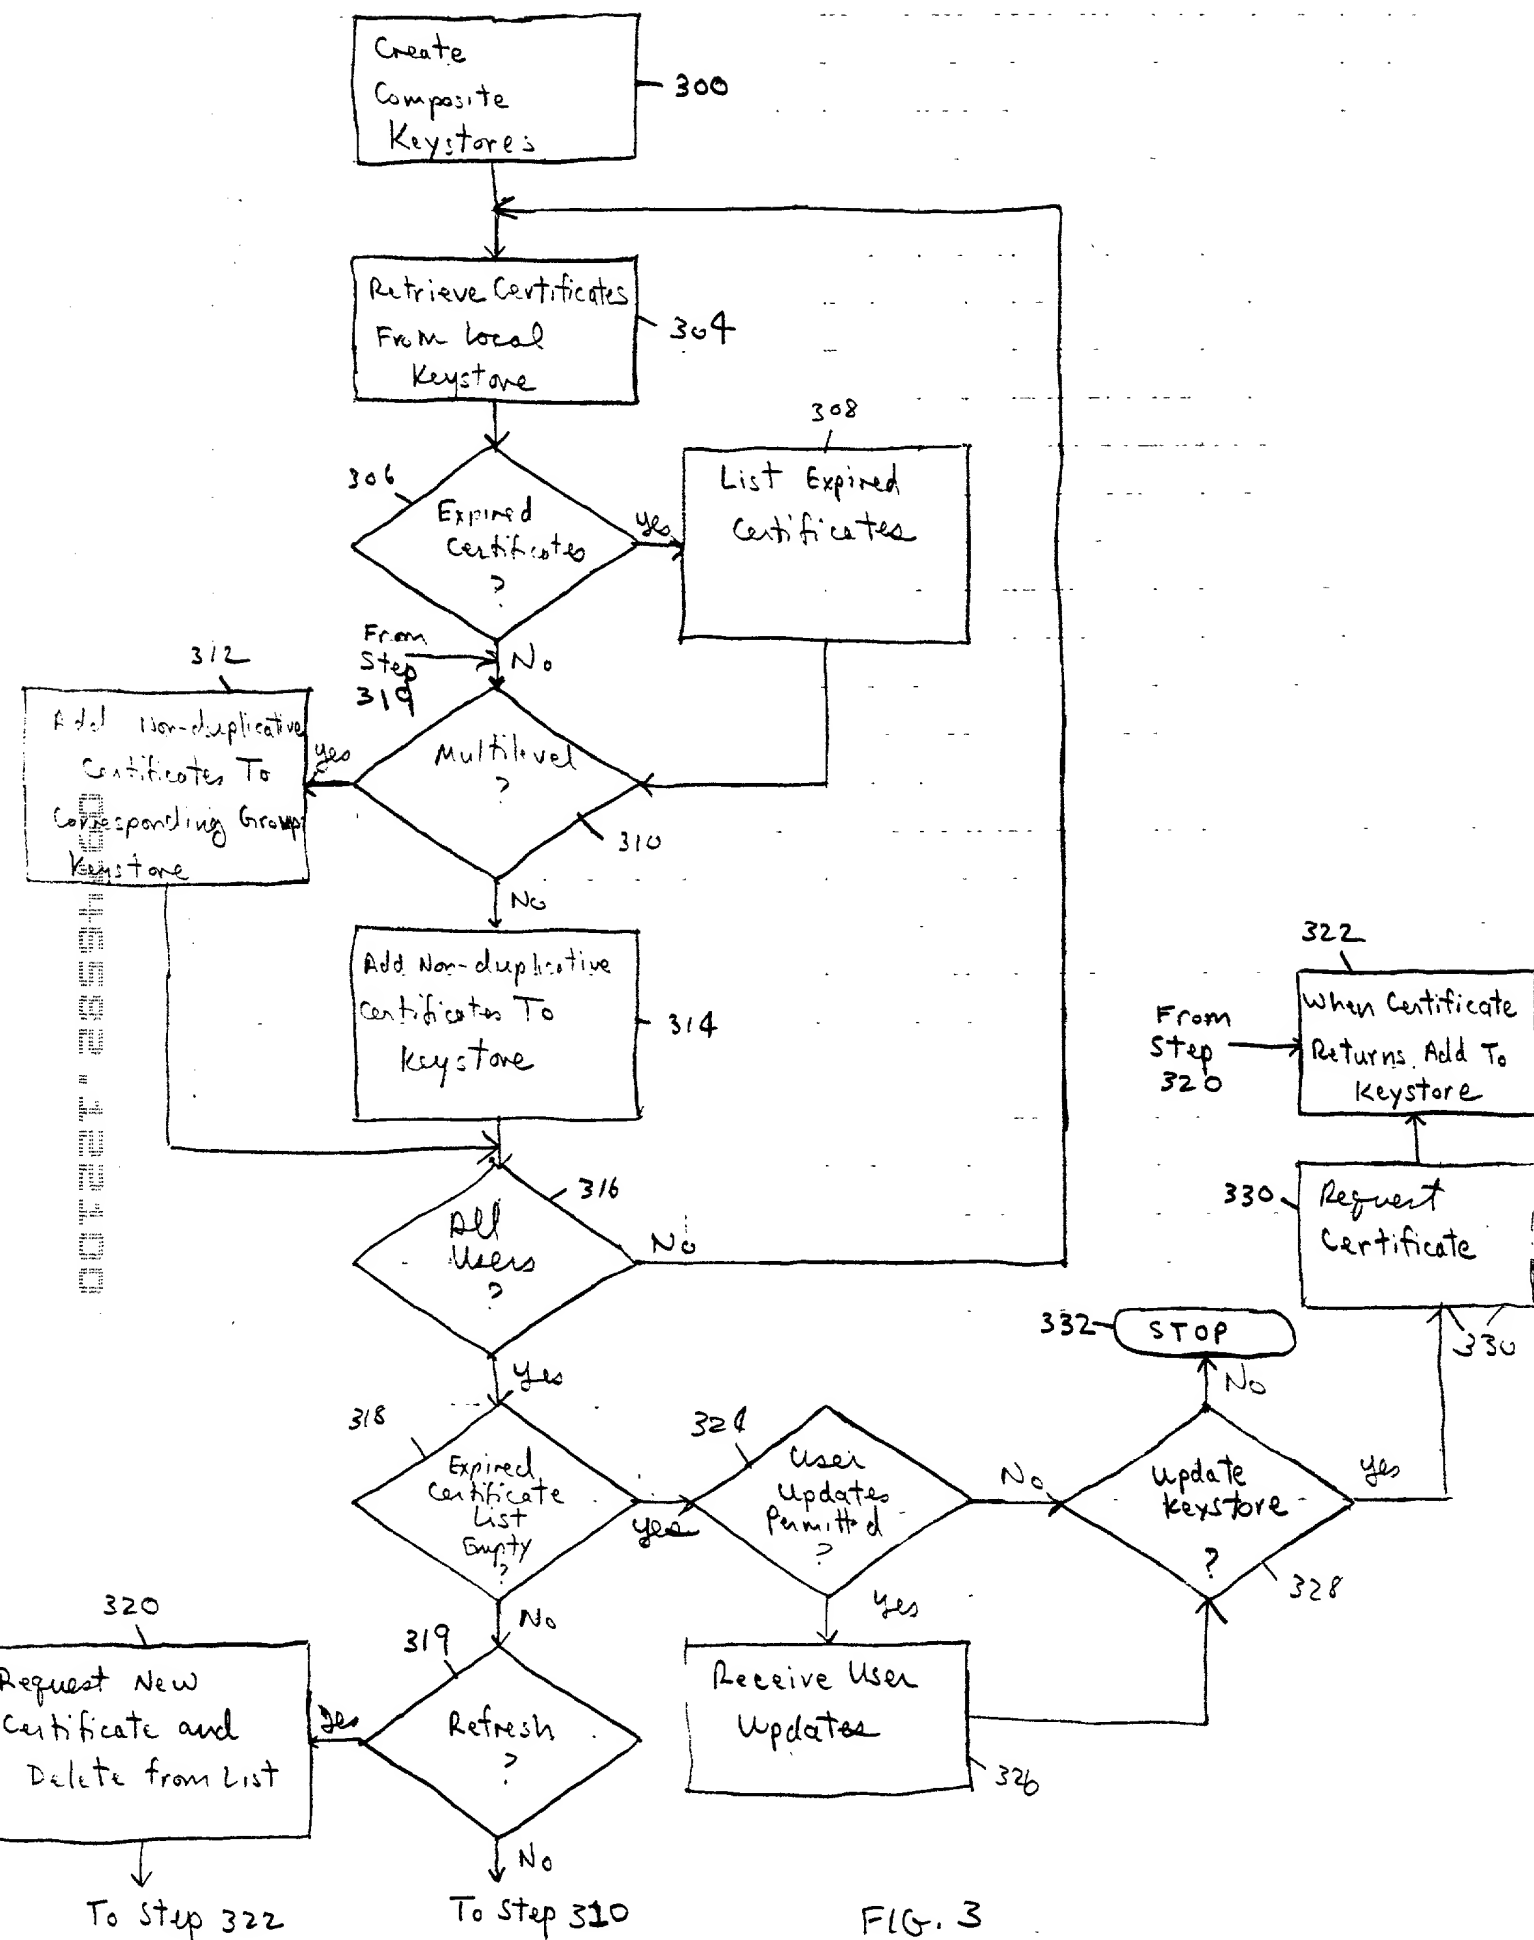 Create
Composite
Keystores
300
Retrieve Certificates
From Local
Keystore
304
306
Expired
Certificates
?
yes
308
List Expired
Certificates
From
Step
319
No
312
Add Non-duplicative
Certificates To
Corresponding Group
Keystore
yes
Multilevel
?
310
No
Add Non-duplicative
Certificates To
Keystore
314
322
When Certificate
Returns Add To
Keystore
From
Step
320
316
All
Users
?
No
330
Request
Certificate
330
332
STOP
Yes
No
318
Expired
Certificate
List
Empty
?
yes
324
User
Updates
Permitted
?
No
Update
Keystore
?
yes
328
Yes
No
320
Request New
Certificate and
Delete from List
Yes
319
Refresh
?
Receive User
Updates
326
No
To Step 322
To Step 310
FIG. 3